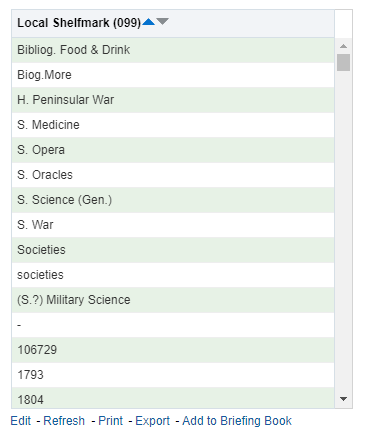 Local Shelfmark (099)
Bibliog. Food & Drink
Biog.More
H. Peninsular War
S. Medicine
S. Opera
S. Oracles
S. Science (Gen.)
S. War
Societies
societies
(S.?) Military Science
-
106729
1793
1804
Edit - Refresh - Print - Export - Add to Briefing Book